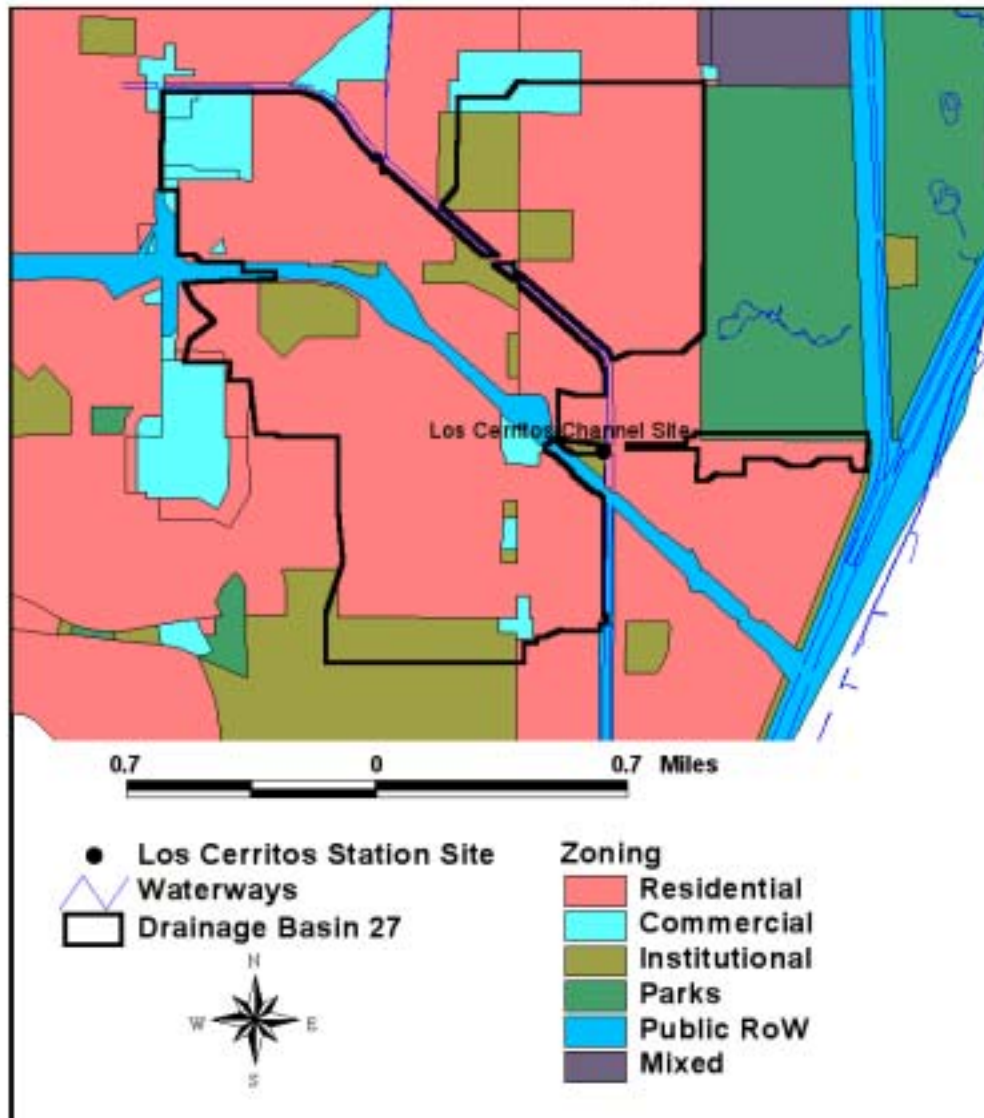 Los Cerritos Channel Site
0.7 0 0.7 Miles
Los Cerritos Station Site
Waterways
Drainage Basin 27
N
W E
S
Zoning
Residential
Commercial
Institutional
Parks
Public RoW
Mixed